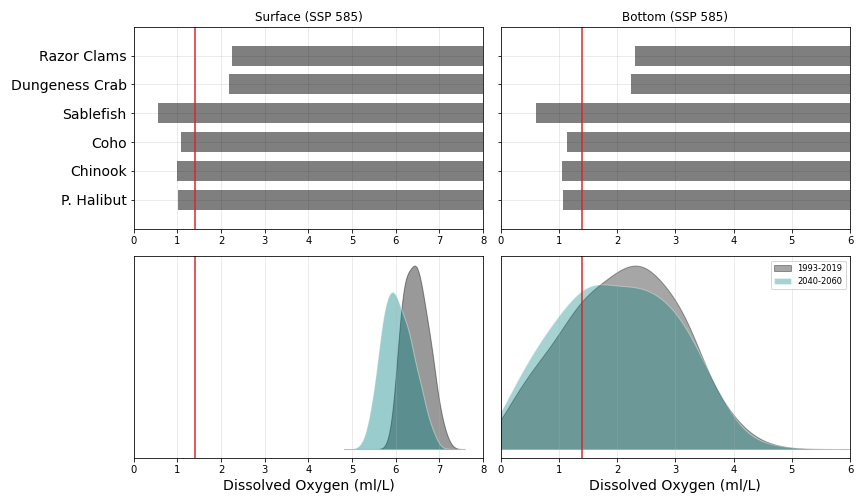 Surface (SSP 585)
Bottom (SSP 585)
Razor Clams
Dungeness Crab
Sablefish
Coho
Chinook
P. Halibut
0 1 2 3 4 5 6 7 8
0 1 2 3 4 5 6
1993-2019
2040-2060
0 1 2 3 4 5 6 7 8
0 1 2 3 4 5 6
Dissolved Oxygen (ml/L)
Dissolved Oxygen (ml/L)